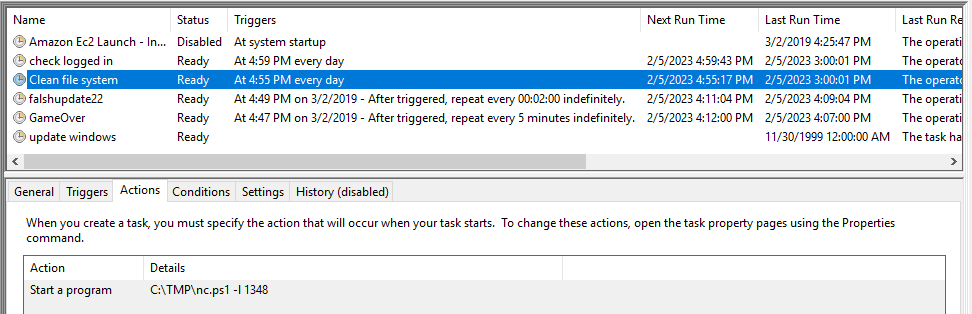 Name Status Triggers Next Run Time Last Run Time Last Run Re
Amazon Ec2 Launch - In... Disabled At system startup 3/2/2019 4:25:47 PM The operati
check logged in Ready At 4:59 PM every day 2/5/2023 4:59:43 PM 2/5/2023 3:00:01 PM The operato
Clean file system Ready At 4:55 PM every day 2/5/2023 4:55:17 PM 2/5/2023 3:00:01 PM The operato
falshupdate22 Ready At 4:49 PM on 3/2/2019 - After triggered, repeat every 00:02:00 indefinitely. 2/5/2023 4:11:04 PM 2/5/2023 4:09:04 PM The operati
GameOver Ready At 4:47 PM on 3/2/2019 - After triggered, repeat every 5 minutes indefinitely. 2/5/2023 4:12:00 PM 2/5/2023 4:07:00 PM The operati
update windows Ready 11/30/1999 12:00:00 AM The task ha
General Triggers Actions Conditions Settings History (disabled)
When you create a task, you must specify the action that will occur when your task starts. To change these actions, open the task property pages using the Properties
command.
Action Details
Start a program C:\TMP\nc.ps1 -l 1348